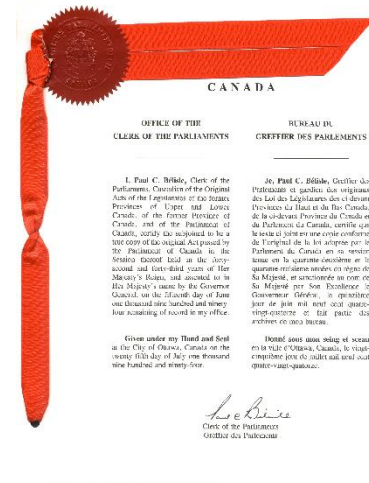 CANADA
OFFICE OF THE
CLERK OF THE PARLIAMENTS
BUREAU DU
GREFFIER DES PARLEMENTS
I, Paul C. Bélisle, Clerk of the
Parliaments, Custodian of the Original
Acts of the Legislatures of the former
Provinces of Upper and Lower
Canada, of the former Province of
Canada, and of the Parliament of
Canada, certify the subjoined to be a
true copy of the original Act passed by
the Parliament of Canada in the
Session thereof held in the forty-
second and forty-third years of Her
Majesty's Reign, and assented to in
Her Majesty's name by the Governor
General, on the fifteenth day of June
one thousand nine hundred and ninety-
four remaining of record in my office.
Given under my Hand and Seal
at the City of Ottawa, Canada on the
twenty fifth day of July one thousand
nine hundred and ninety-four.
Je, Paul C. Bélisle, Greffier des
Parlements et gardien des originaux
des Loi des Législatures des ci-devant
Provinces du Haut et du Bas Canada,
de la ci-devant Province du Canada et
du Parlement du Canada, certifie que
le texte ci joint est une copie conforme
de l'original de la loi adoptée par le
Parlement du Canada en sa session
tenue en la quarante-deuxième et la
quarante-troisième années du règne de
Sa Majesté, et sanctionnée au nom de
Sa Majesté par Son Excellence le
Gouverneur Général, le quinzième
jour de juin mil neuf cent quatre-
vingt-quatorze et fait partie des
archives de mon bureau.
Donné sous mon seing et sceau
en la ville d'Ottawa, Canada, le vingt-
cinquième jour de juillet mil neuf cent
quatre-vingt-quatorze.
Paul C Bélisle
Clerk of the Parliaments
Greffier des Parlements